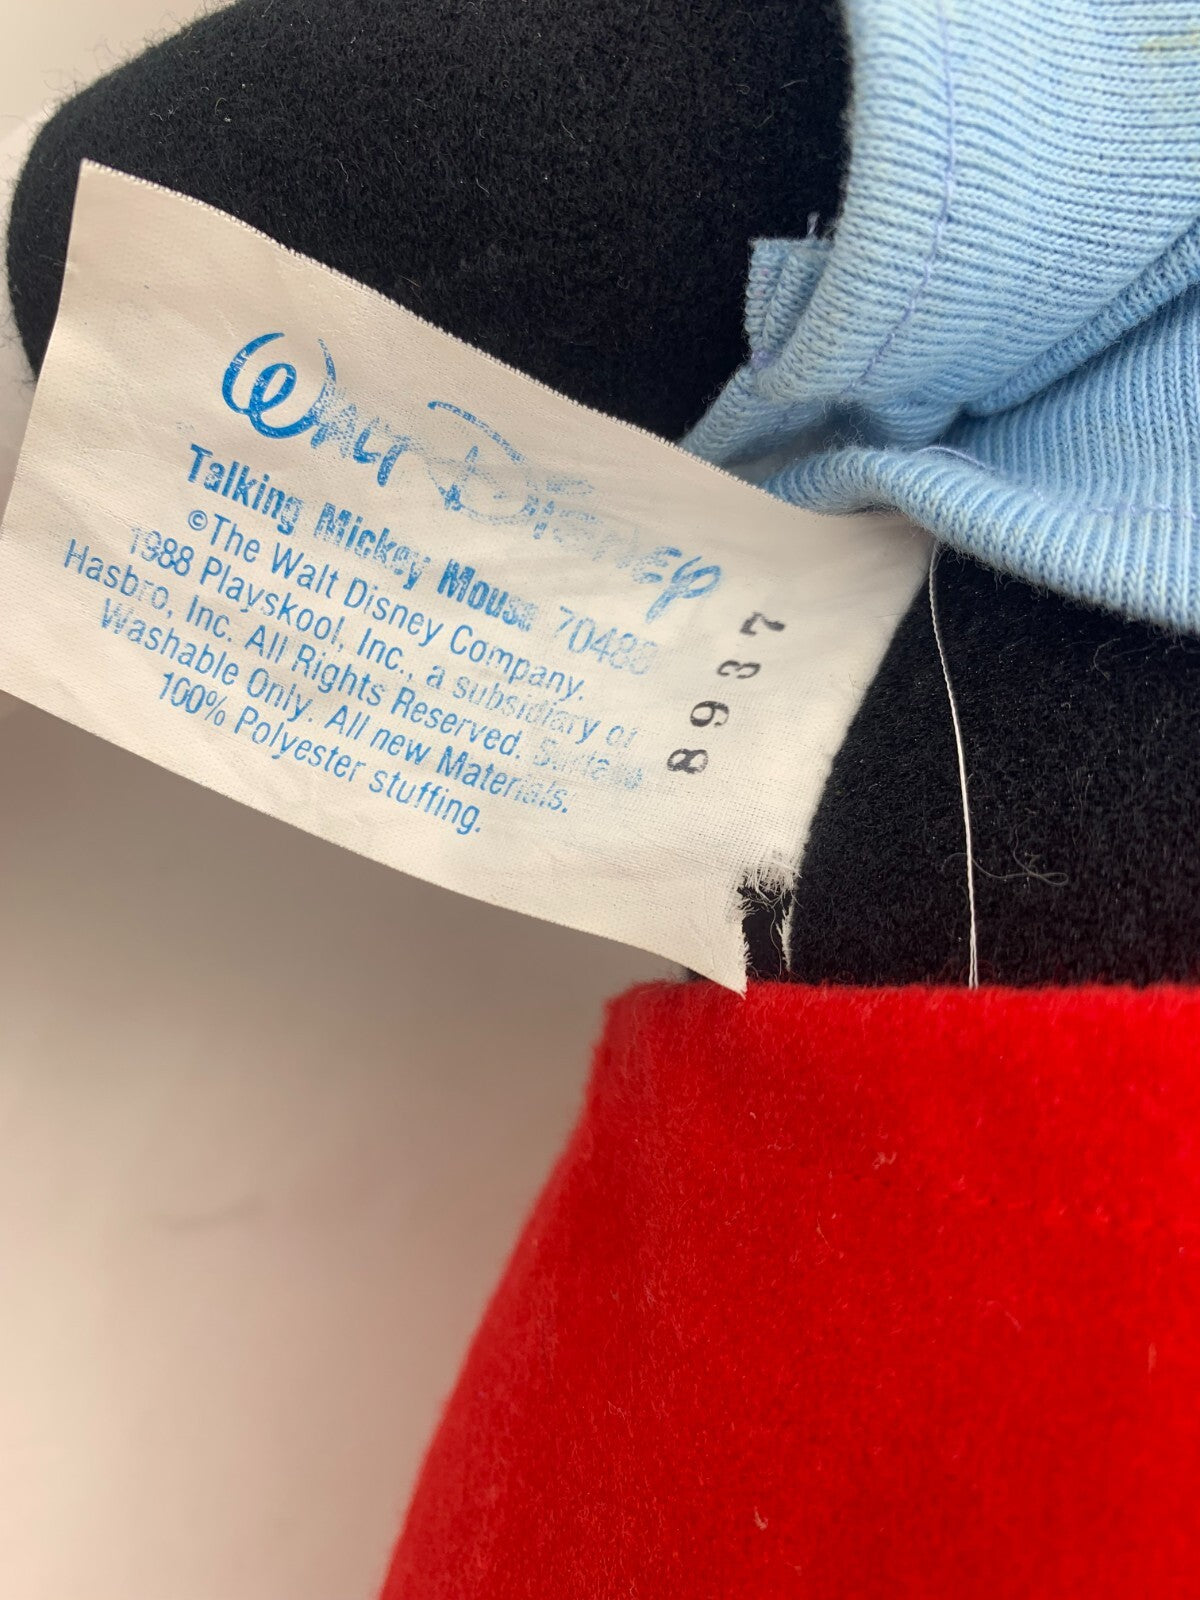 Walt Disney
Talking Mickey Mouse 70488
©The Walt Disney Company.
1988 Playskool, Inc., a subsidiary of
Hasbro, Inc. All Rights Reserved. Surface
Washable Only. All new Materials.
100% Polyester stuffing.
8937